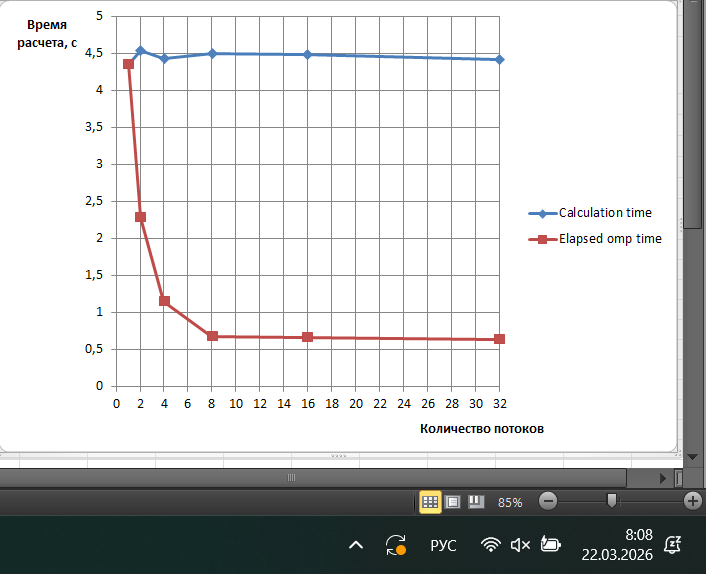 Время
расчета, с
5
4,5
4
3,5
3
2,5
2
1,5
1
0,5
0
0 2 4 6 8 10 12 14 16 18 20 22 24 26 28 30 32
Количество потоков
Calculation time
Elapsed omp time
85%
РУС
8:08
22.03.2026